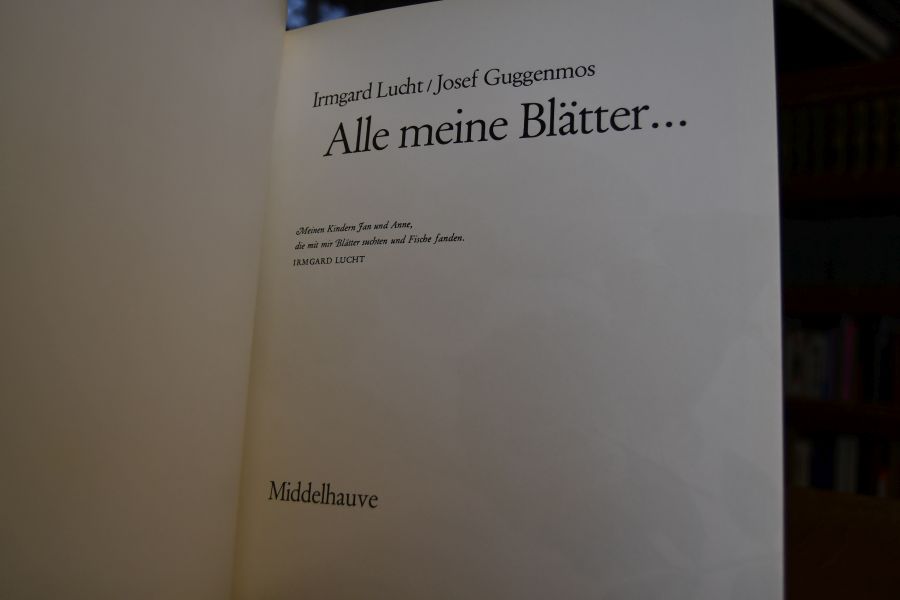 Irmgard Lucht / Josef Guggenmos
Alle meine Blätter...
Meinen Kindern Jan und Anne,
die mit mir Blätter suchten und Fische fanden.
IRMGARD LUCHT
Middelhauve